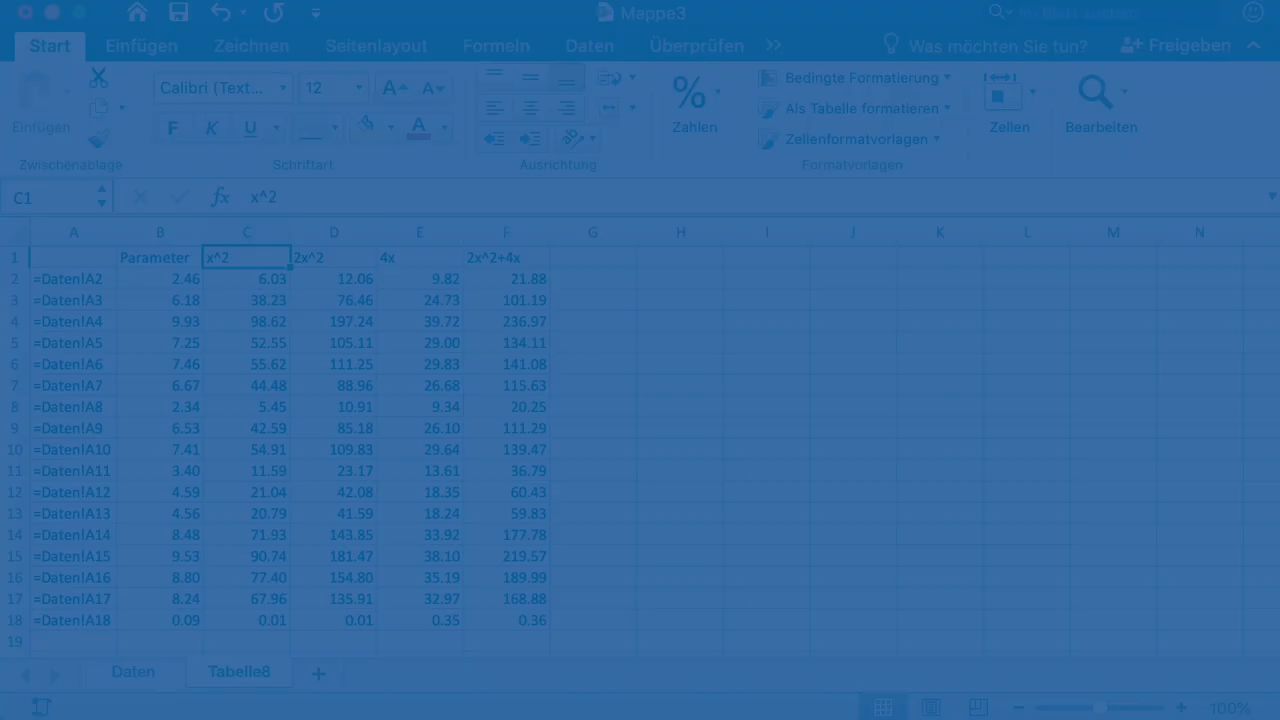 Mappe3
Im Blatt suchen
Start Einfügen Zeichnen Seitenlayout Formeln Daten Überprüfen >> Was möchten Sie tun? Freigeben
Einfügen
Zwischenablage
Calibri (Text... 12 A A
F K U A
Schriftart
Ausrichtung
% Zahlen
Bedingte Formatierung
Als Tabelle formatieren
Zellenformatvorlagen
Formatvorlagen
Zellen
Bearbeiten
C1 fx x^2
A B C D E F G H I J K L M N
1 Parameter x^2 2x^2 4x 2x^2+4x
2 =Daten!A2 2.46 6.03 12.06 9.82 21.88
3 =Daten!A3 6.18 38.23 76.46 24.73 101.19
4 =Daten!A4 9.93 98.62 197.24 39.72 236.97
5 =Daten!A5 7.25 52.55 105.11 29.00 134.11
6 =Daten!A6 7.46 55.62 111.25 29.83 141.08
7 =Daten!A7 6.67 44.48 88.96 26.68 115.63
8 =Daten!A8 2.34 5.45 10.91 9.34 20.25
9 =Daten!A9 6.53 42.59 85.18 26.10 111.29
10 =Daten!A10 7.41 54.91 109.83 29.64 139.47
11 =Daten!A11 3.40 11.59 23.17 13.61 36.79
12 =Daten!A12 4.59 21.04 42.08 18.35 60.43
13 =Daten!A13 4.56 20.79 41.59 18.24 59.83
14 =Daten!A14 8.48 71.93 143.85 33.92 177.78
15 =Daten!A15 9.53 90.74 181.47 38.10 219.57
16 =Daten!A16 8.80 77.40 154.80 35.19 189.99
17 =Daten!A17 8.24 67.96 135.91 32.97 168.88
18 =Daten!A18 0.09 0.01 0.01 0.35 0.36
19
Daten Tabelle8 +
100%